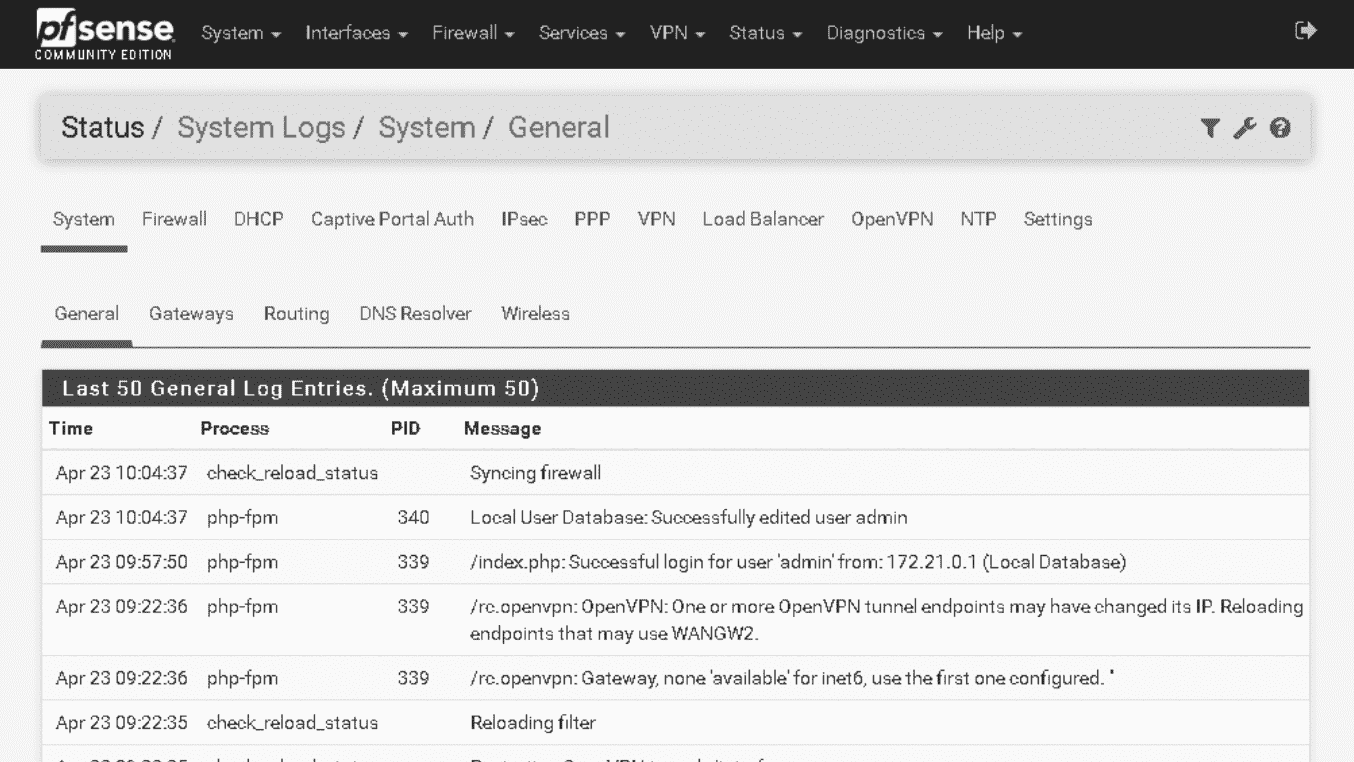 pfsense
COMMUNITY EDITION
System Interfaces Firewall Services VPN Status Diagnostics Help
Status / System Logs / System / General
System Firewall DHCP Captive Portal Auth IPsec PPP VPN Load Balancer OpenVPN NTP Settings
General Gateways Routing DNS Resolver Wireless
Last 50 General Log Entries. (Maximum 50)
Time Process PID Message
Apr 23 10:04:37 check_reload_status Syncing firewall
Apr 23 10:04:37 php-fpm 340 Local User Database: Successfully edited user admin
Apr 23 09:57:50 php-fpm 339 /index.php: Successful login for user 'admin' from: 172.21.0.1 (Local Database)
Apr 23 09:22:36 php-fpm 339 /rc.openvpn: OpenVPN: One or more OpenVPN tunnel endpoints may have changed its IP. Reloading
endpoints that may use WANGW2.
Apr 23 09:22:36 php-fpm 339 /rc.openvpn: Gateway, none 'available' for inet6, use the first one configured. "
Apr 23 09:22:35 check_reload_status Reloading filter